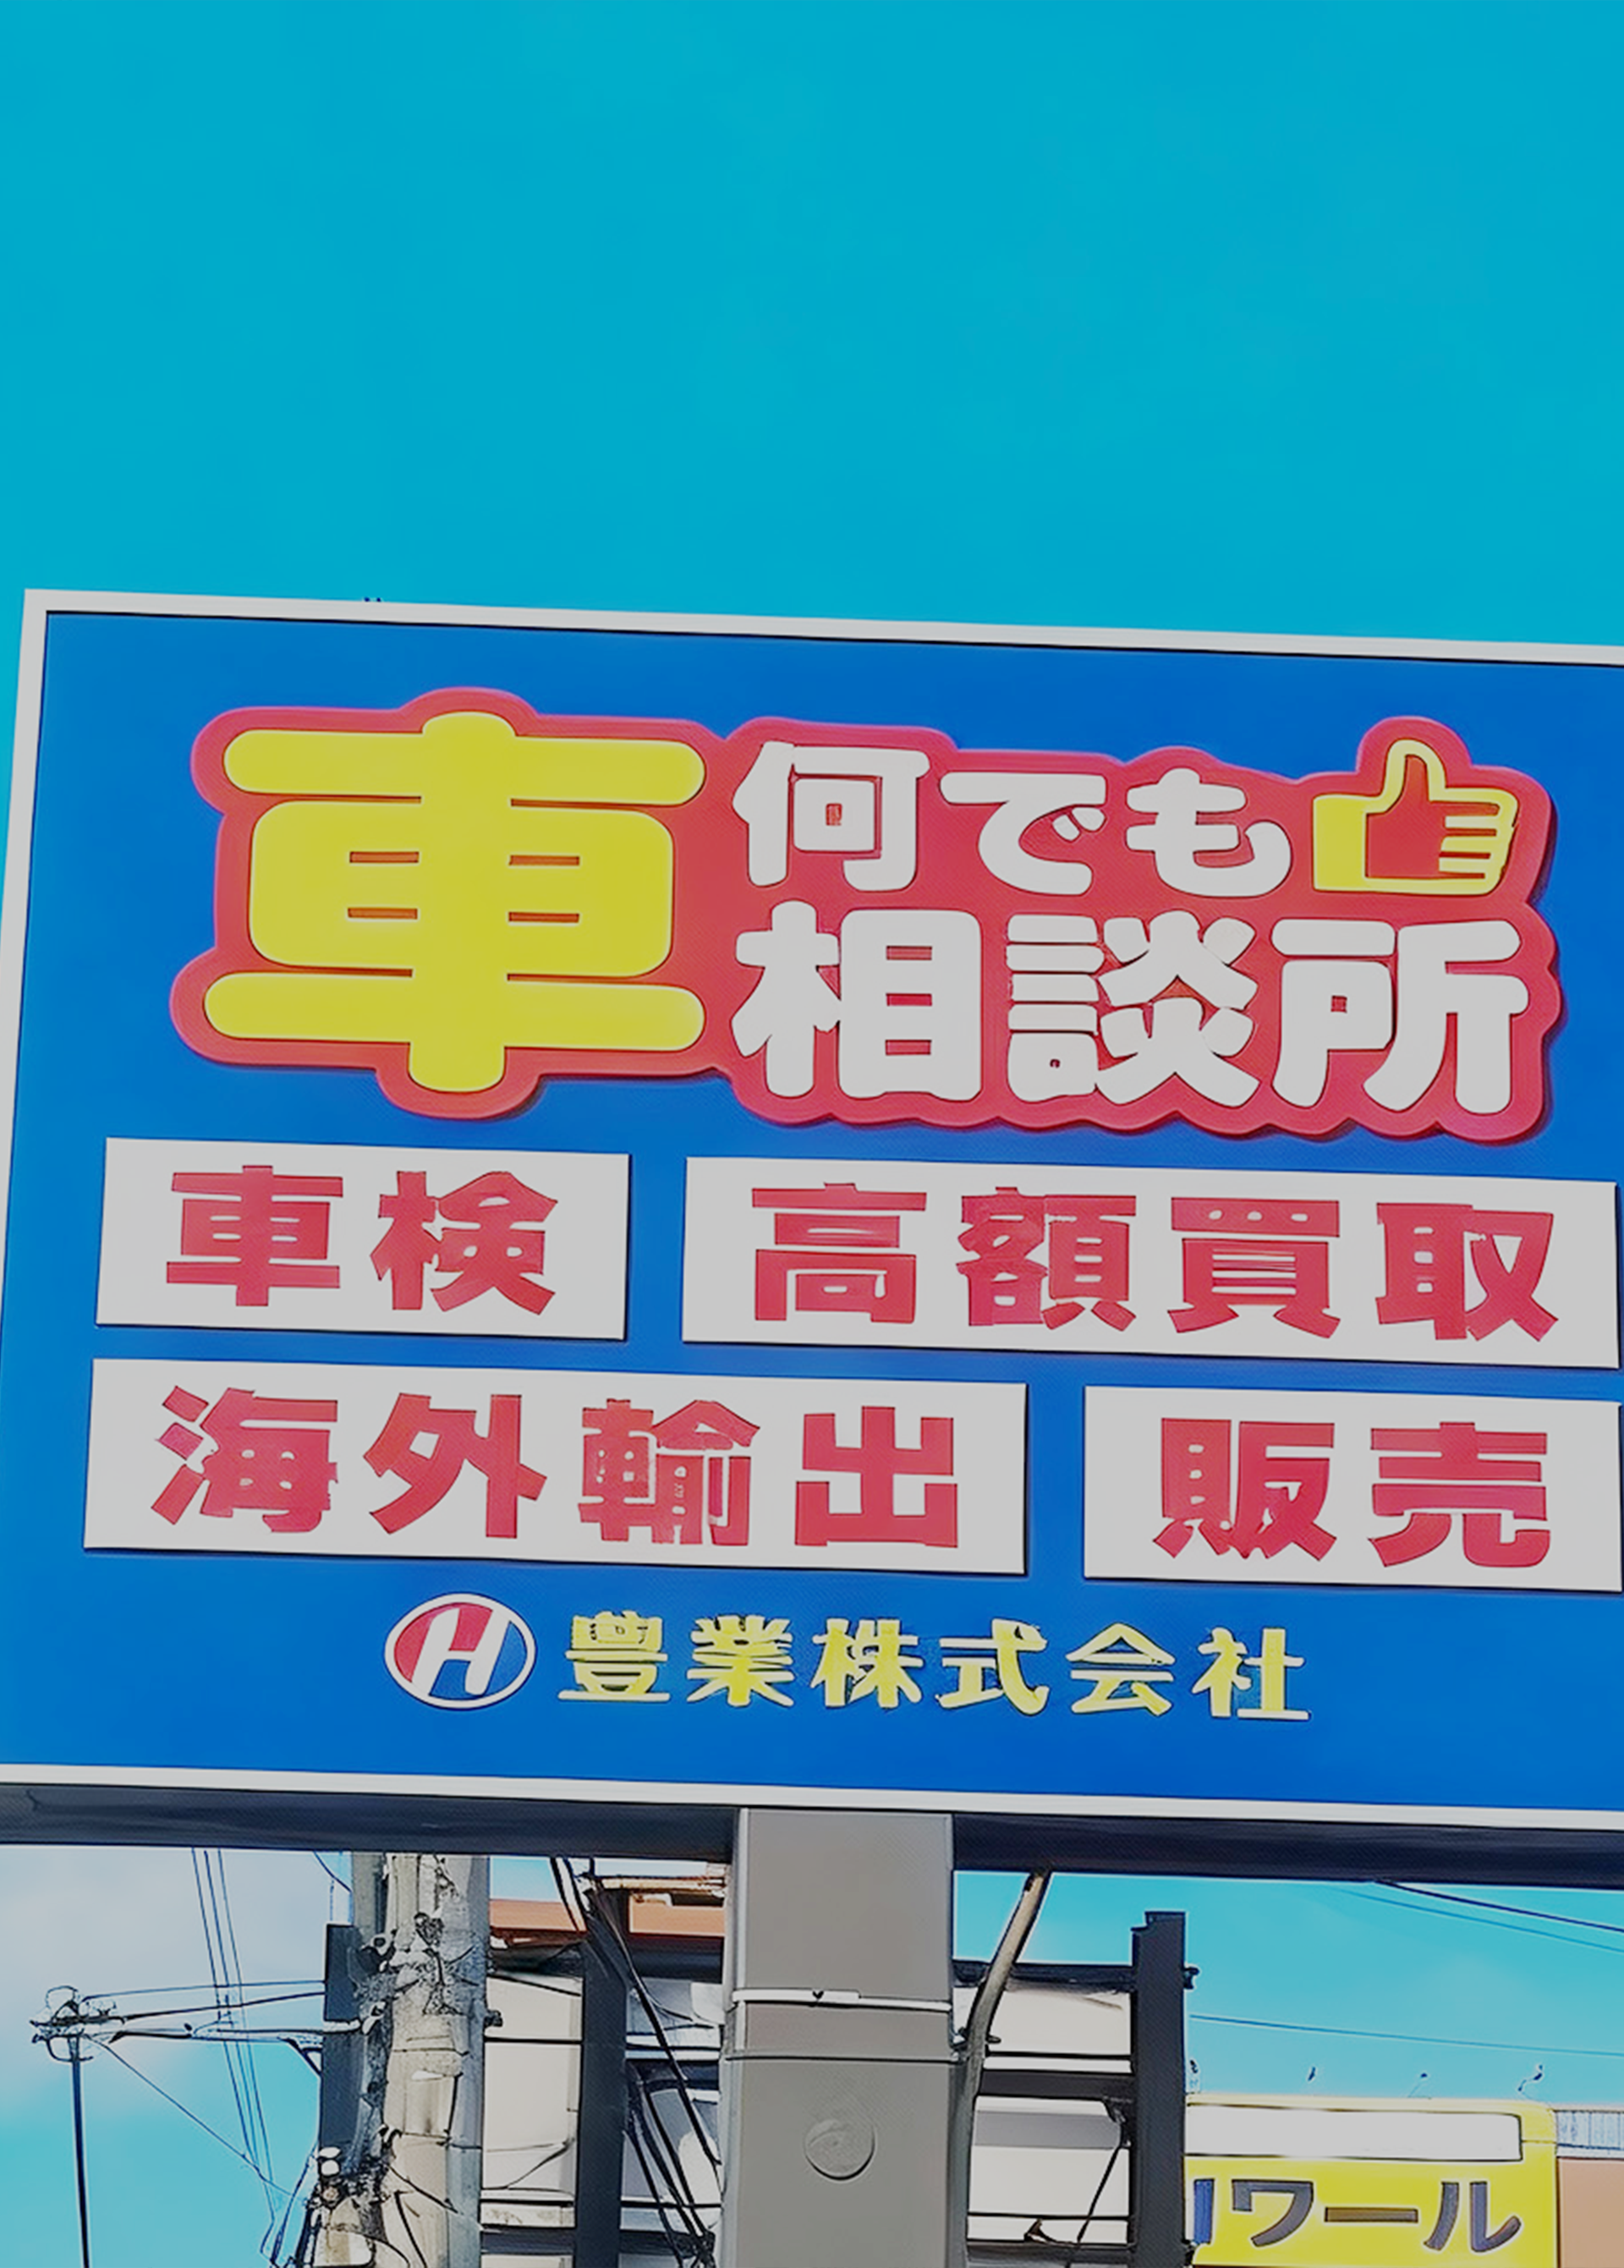 車 何でも
相談所
車検 高額買取
海外輸出 販売
H 豊業株式会社
ワール